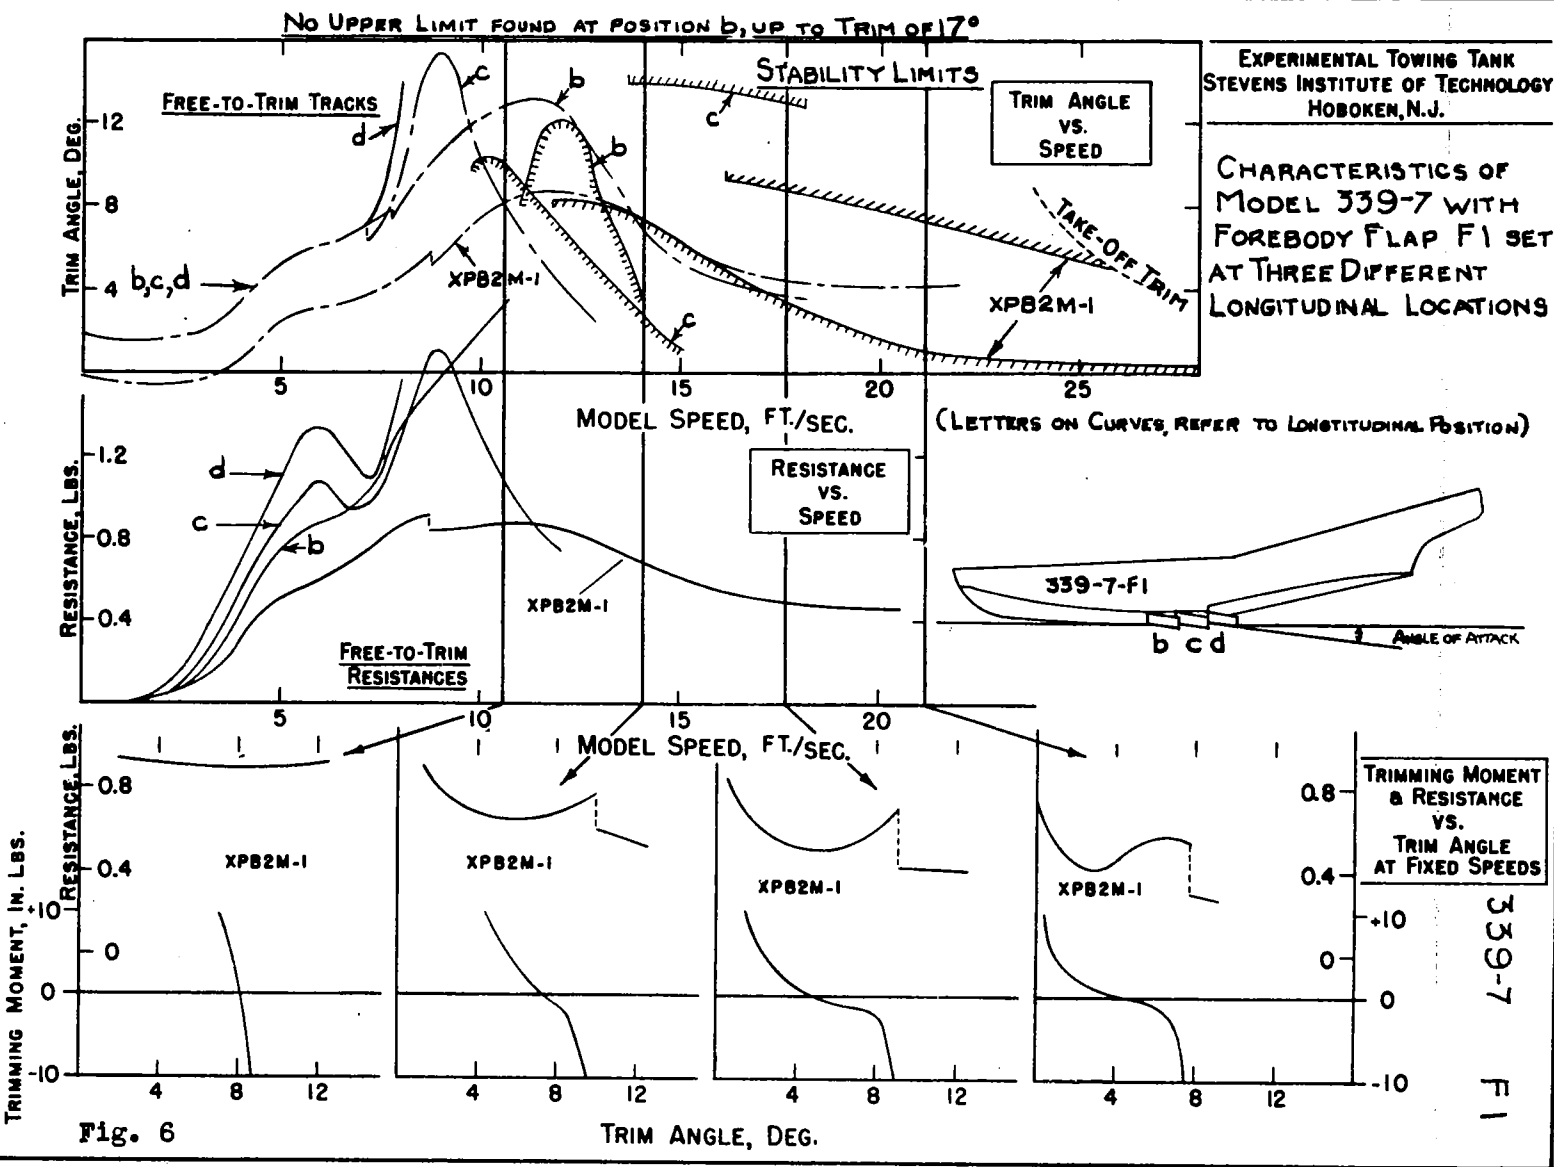 NO UPPER LIMIT FOUND AT POSITION b, UP TO TRIM OF 17°
EXPERIMENTAL TOWING TANK
STEVENS INSTITUTE OF TECHNOLOGY
HOBOKEN, N.J.
CHARACTERISTICS OF
MODEL 339-7 WITH
FOREBODY FLAP F1 SET
AT THREE DIFFERENT
LONGITUDINAL LOCATIONS
STABILITY LIMITS
FREE-TO-TRIM TRACKS
TRIM ANGLE
VS.
SPEED
TRIM ANGLE, DEG.
12
8
4
d
c
b
c
b
b,c,d
XPB2M-1
c
TAKE-OFF TRIM
XPB2M-1
5
10
15
20
25
MODEL SPEED, FT./SEC.
(LETTERS ON CURVES, REFER TO LONGTITUDINAL POSITION)
RESISTANCE
VS.
SPEED
RESISTANCE, LBS.
1.2
0.8
0.4
d
c
b
XPB2M-1
FREE-TO-TRIM
RESISTANCES
339-7-F1
b c d
ANGLE OF ATTACK
5
10
15
20
MODEL SPEED, FT./SEC.
TRIMMING MOMENT
& RESISTANCE
VS.
TRIM ANGLE
AT FIXED SPEEDS
RESISTANCE, LBS.
0.8
0.4
0
TRIMMING MOMENT, IN. LBS.
+10
0
-10
XPB2M-1
XPB2M-1
XPB2M-1
XPB2M-1
0.8
0.4
0
+10
0
-10
4 8 12
4 8 12
4 8 12
4 8 12
TRIM ANGLE, DEG.
Fig. 6
339-7 F1